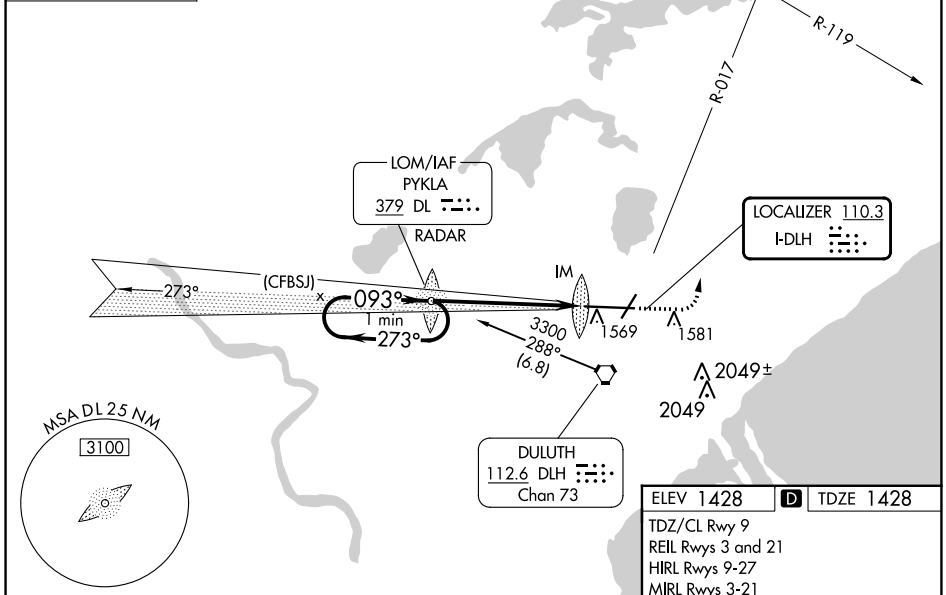 R-119
R-017
LOM/IAF
PYKLA
379 DL
RADAR
LOCALIZER 110.3
I-DLH
IM
(CFBSJ)
273°
x
093°
1 min
273°
1569
1581
3300
288°
(6.8)
2049±
2049
MSA DL 25 NM
3100
DULUTH
112.6 DLH
Chan 73
ELEV 1428 D TDZE 1428
TDZ/CL Rwy 9
REIL Rwys 3 and 21
HIRL Rwys 9-27
MIRL Rwys 3-21